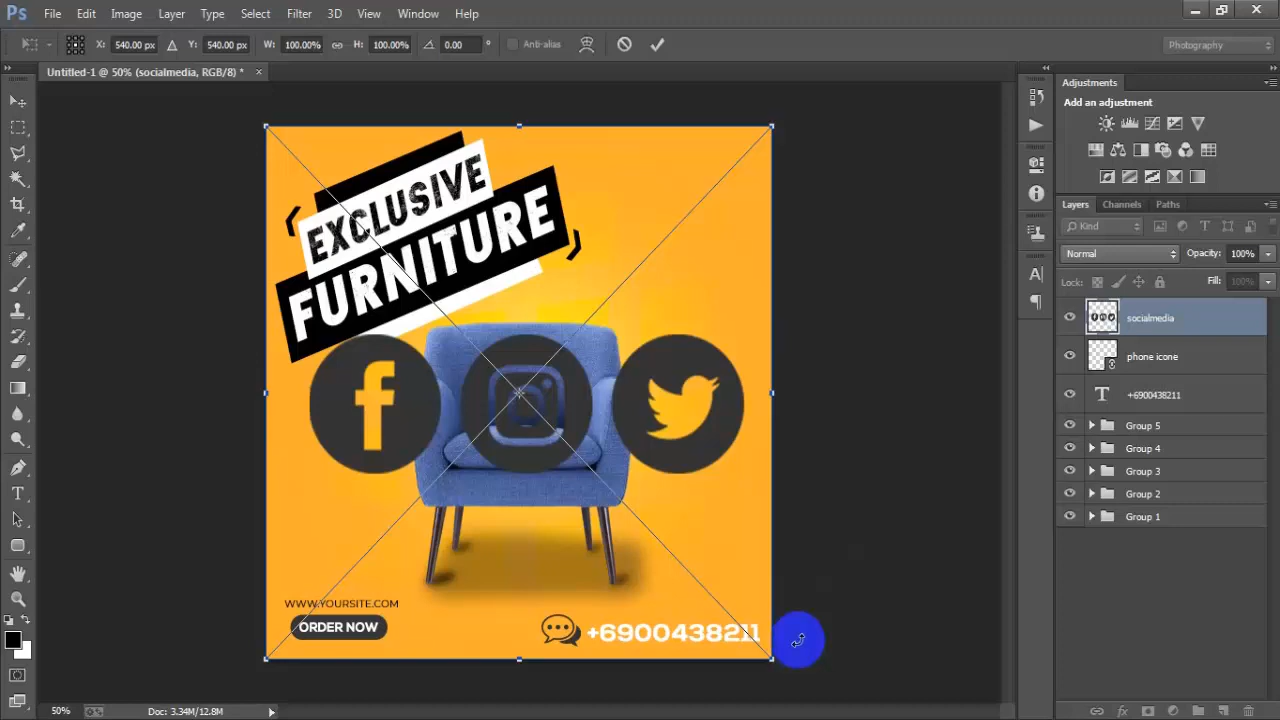 Ps File Edit Image Layer Type Select Filter 3D View Window Help
X: 540.00 px Y: 540.00 px W: 100.00% H: 100.00% 0.00 ° Anti-alias Photography
Untitled-1 @ 50% (socialmedia, RGB/8) * ×
Adjustments
Add an adjustment
EXCLUSIVE
FURNITURE
Layers Channels Paths
Kind
Normal Opacity: 100%
Lock: Fill: 100%
socialmedia
phone icone
T +6900438211
Group 5
Group 4
Group 3
Group 2
Group 1
WWW.YOURSITE.COM
ORDER NOW
+6900438211
50% Doc: 3.34M/12.8M